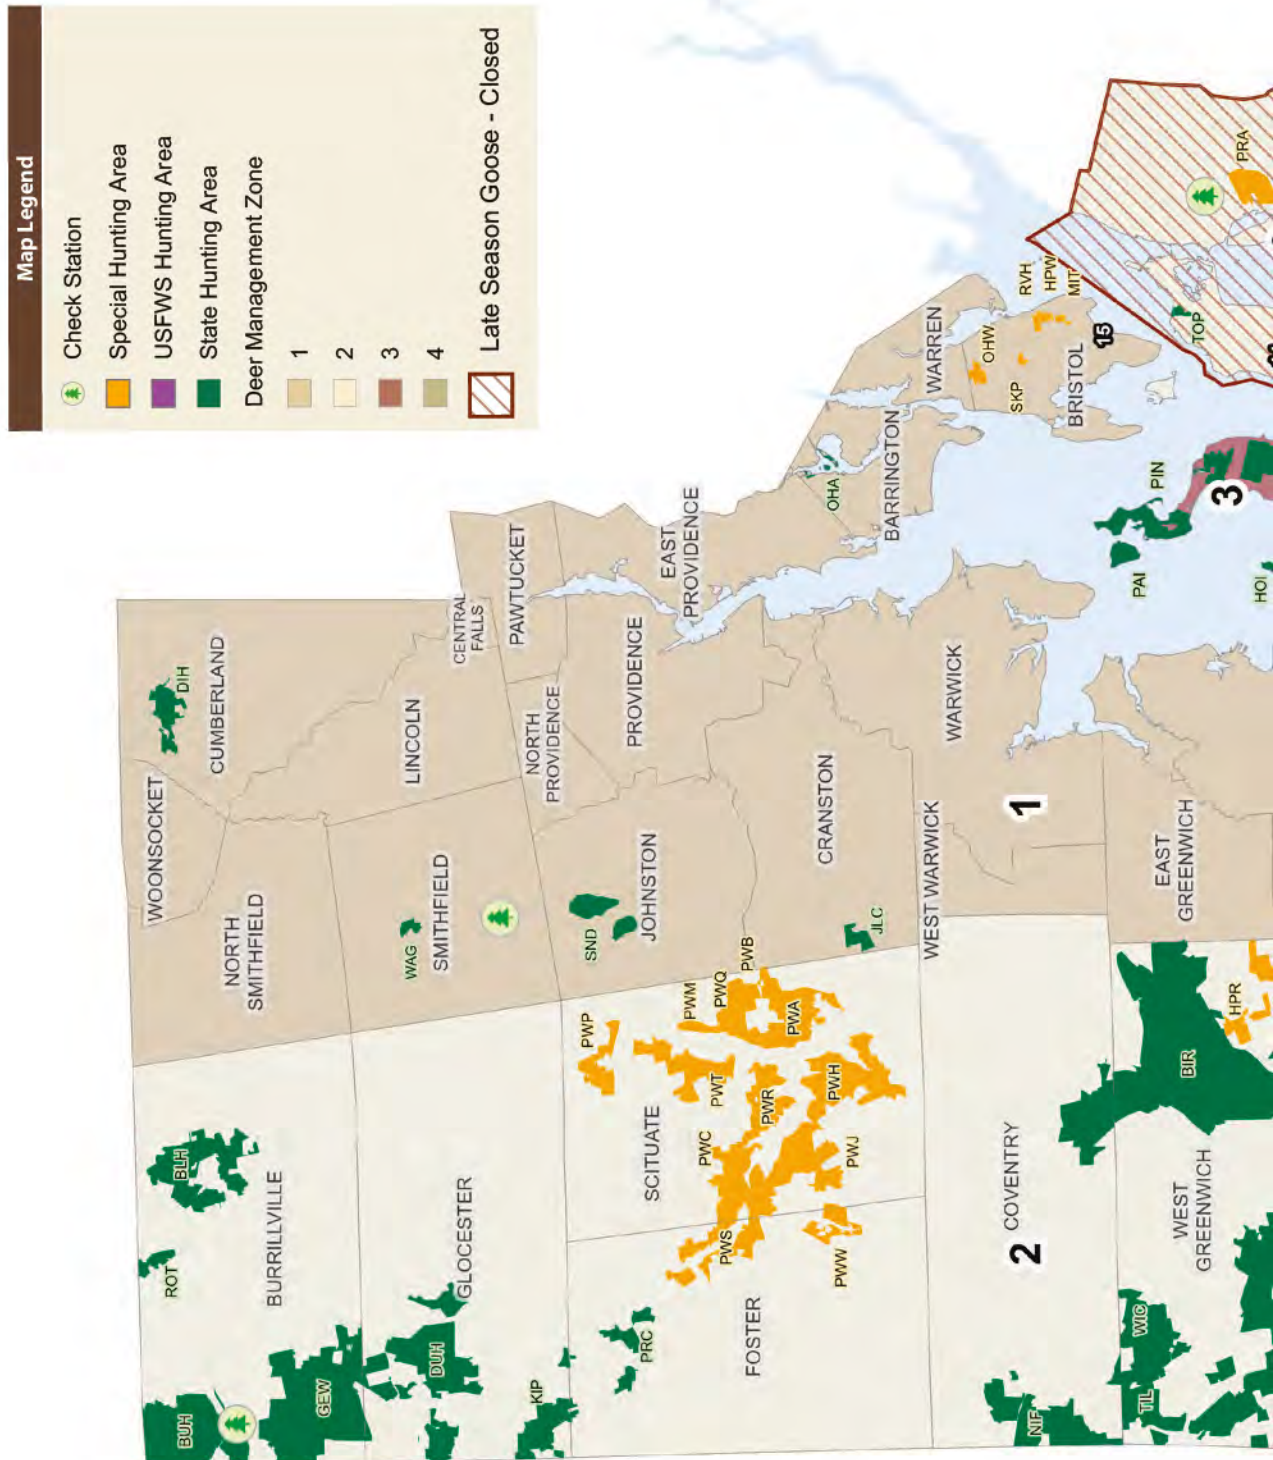 Map Legend
Check Station
Special Hunting Area
USFWS Hunting Area
State Hunting Area
Deer Management Zone
1
2
3
4
Late Season Goose - Closed
WOONSOCKET
DIH
CUMBERLAND
NORTH
SMITHFIELD
BLH
ROT
BURRILLVILLE
BUH
GEW
LINCOLN
CENTRAL
FALLS
WAG
SMITHFIELD
GLOCESTER
DUH
KIP
PAWTUCKET
NORTH
PROVIDENCE
PROVIDENCE
EAST
PROVIDENCE
SND
JOHNSTON
PWP
PWM
PWQ
PWB
PWA
PWT
PWR
PWH
PWC
PWJ
SCITUATE
PWS
PWW
PRC
FOSTER
CRANSTON
JLC
OHA
BARRINGTON
WARREN
OHW
SKP
BRISTOL
15
RVH
HPW
MIT
TOP
PRA
WARWICK
WEST WARWICK
1
COVENTRY
2
NIF
EAST
GREENWICH
HPR
BIR
WEST
GREENWICH
WIC
TIL
PAI
PIN
3
HOI